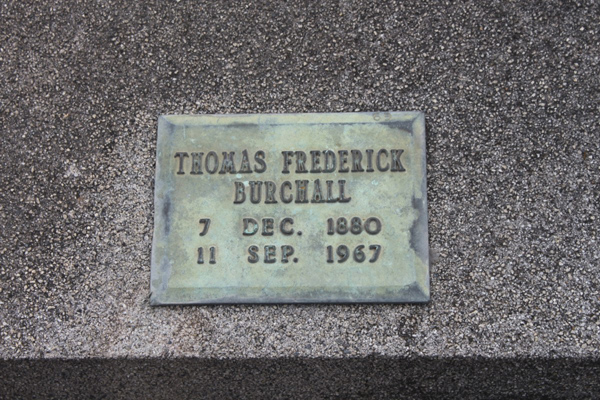 THOMAS FREDERICK
BURCHALL
7 DEC. 1880
11 SEP. 1967